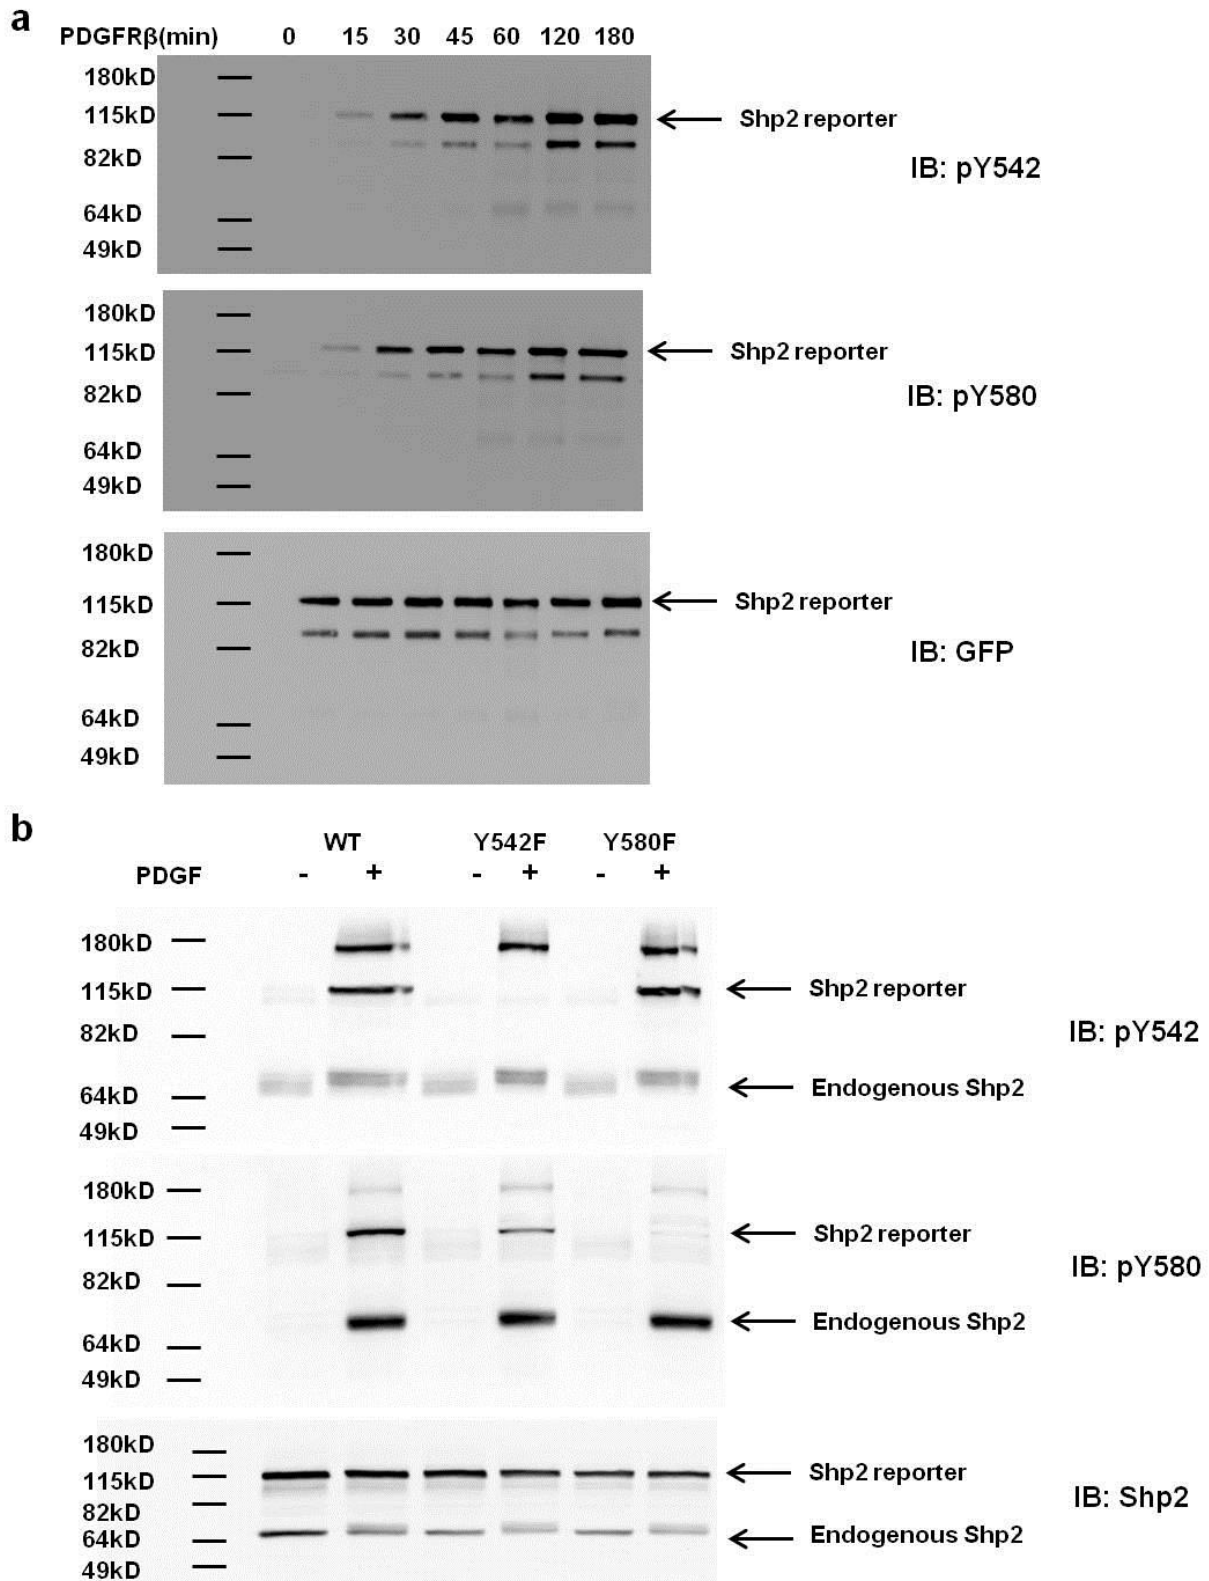 a
PDGFRβ(min) 0 15 30 45 60 120 180
180kD
115kD Shp2 reporter
82kD IB: pY542
64kD
49kD
180kD
115kD Shp2 reporter
82kD IB: pY580
64kD
49kD
180kD
115kD Shp2 reporter
82kD IB: GFP
64kD
49kD
b
WT Y542F Y580F
PDGF - + - + - +
180kD
115kD Shp2 reporter
82kD IB: pY542
64kD Endogenous Shp2
49kD
180kD
115kD Shp2 reporter
82kD IB: pY580
64kD Endogenous Shp2
49kD
180kD
115kD Shp2 reporter
82kD IB: Shp2
64kD Endogenous Shp2
49kD